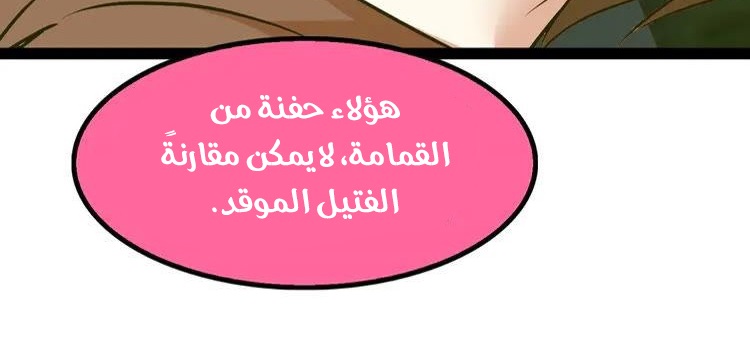 هؤلاء حفنة من
القمامة، لايمكن مقارنةً
الفتيل الموقد.